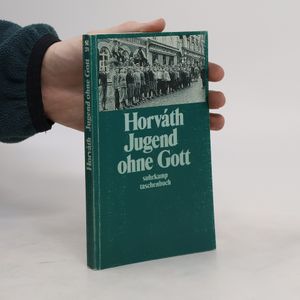 Horváth
Jugend
ohne Gott
suhrkamp
taschenbuch
Horváth Jugend ohne Gott